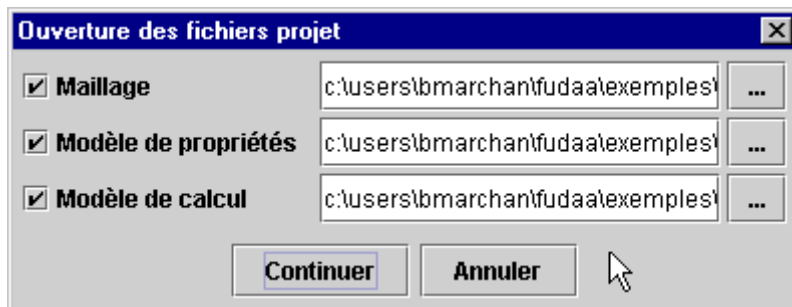 Ouverture des fichiers projet
Maillage c:\users\bmarchan\fudaa\exemples\ ...
Modèle de propriétés c:\users\bmarchan\fudaa\exemples\ ...
Modèle de calcul c:\users\bmarchan\fudaa\exemples\ ...
Continuer Annuler